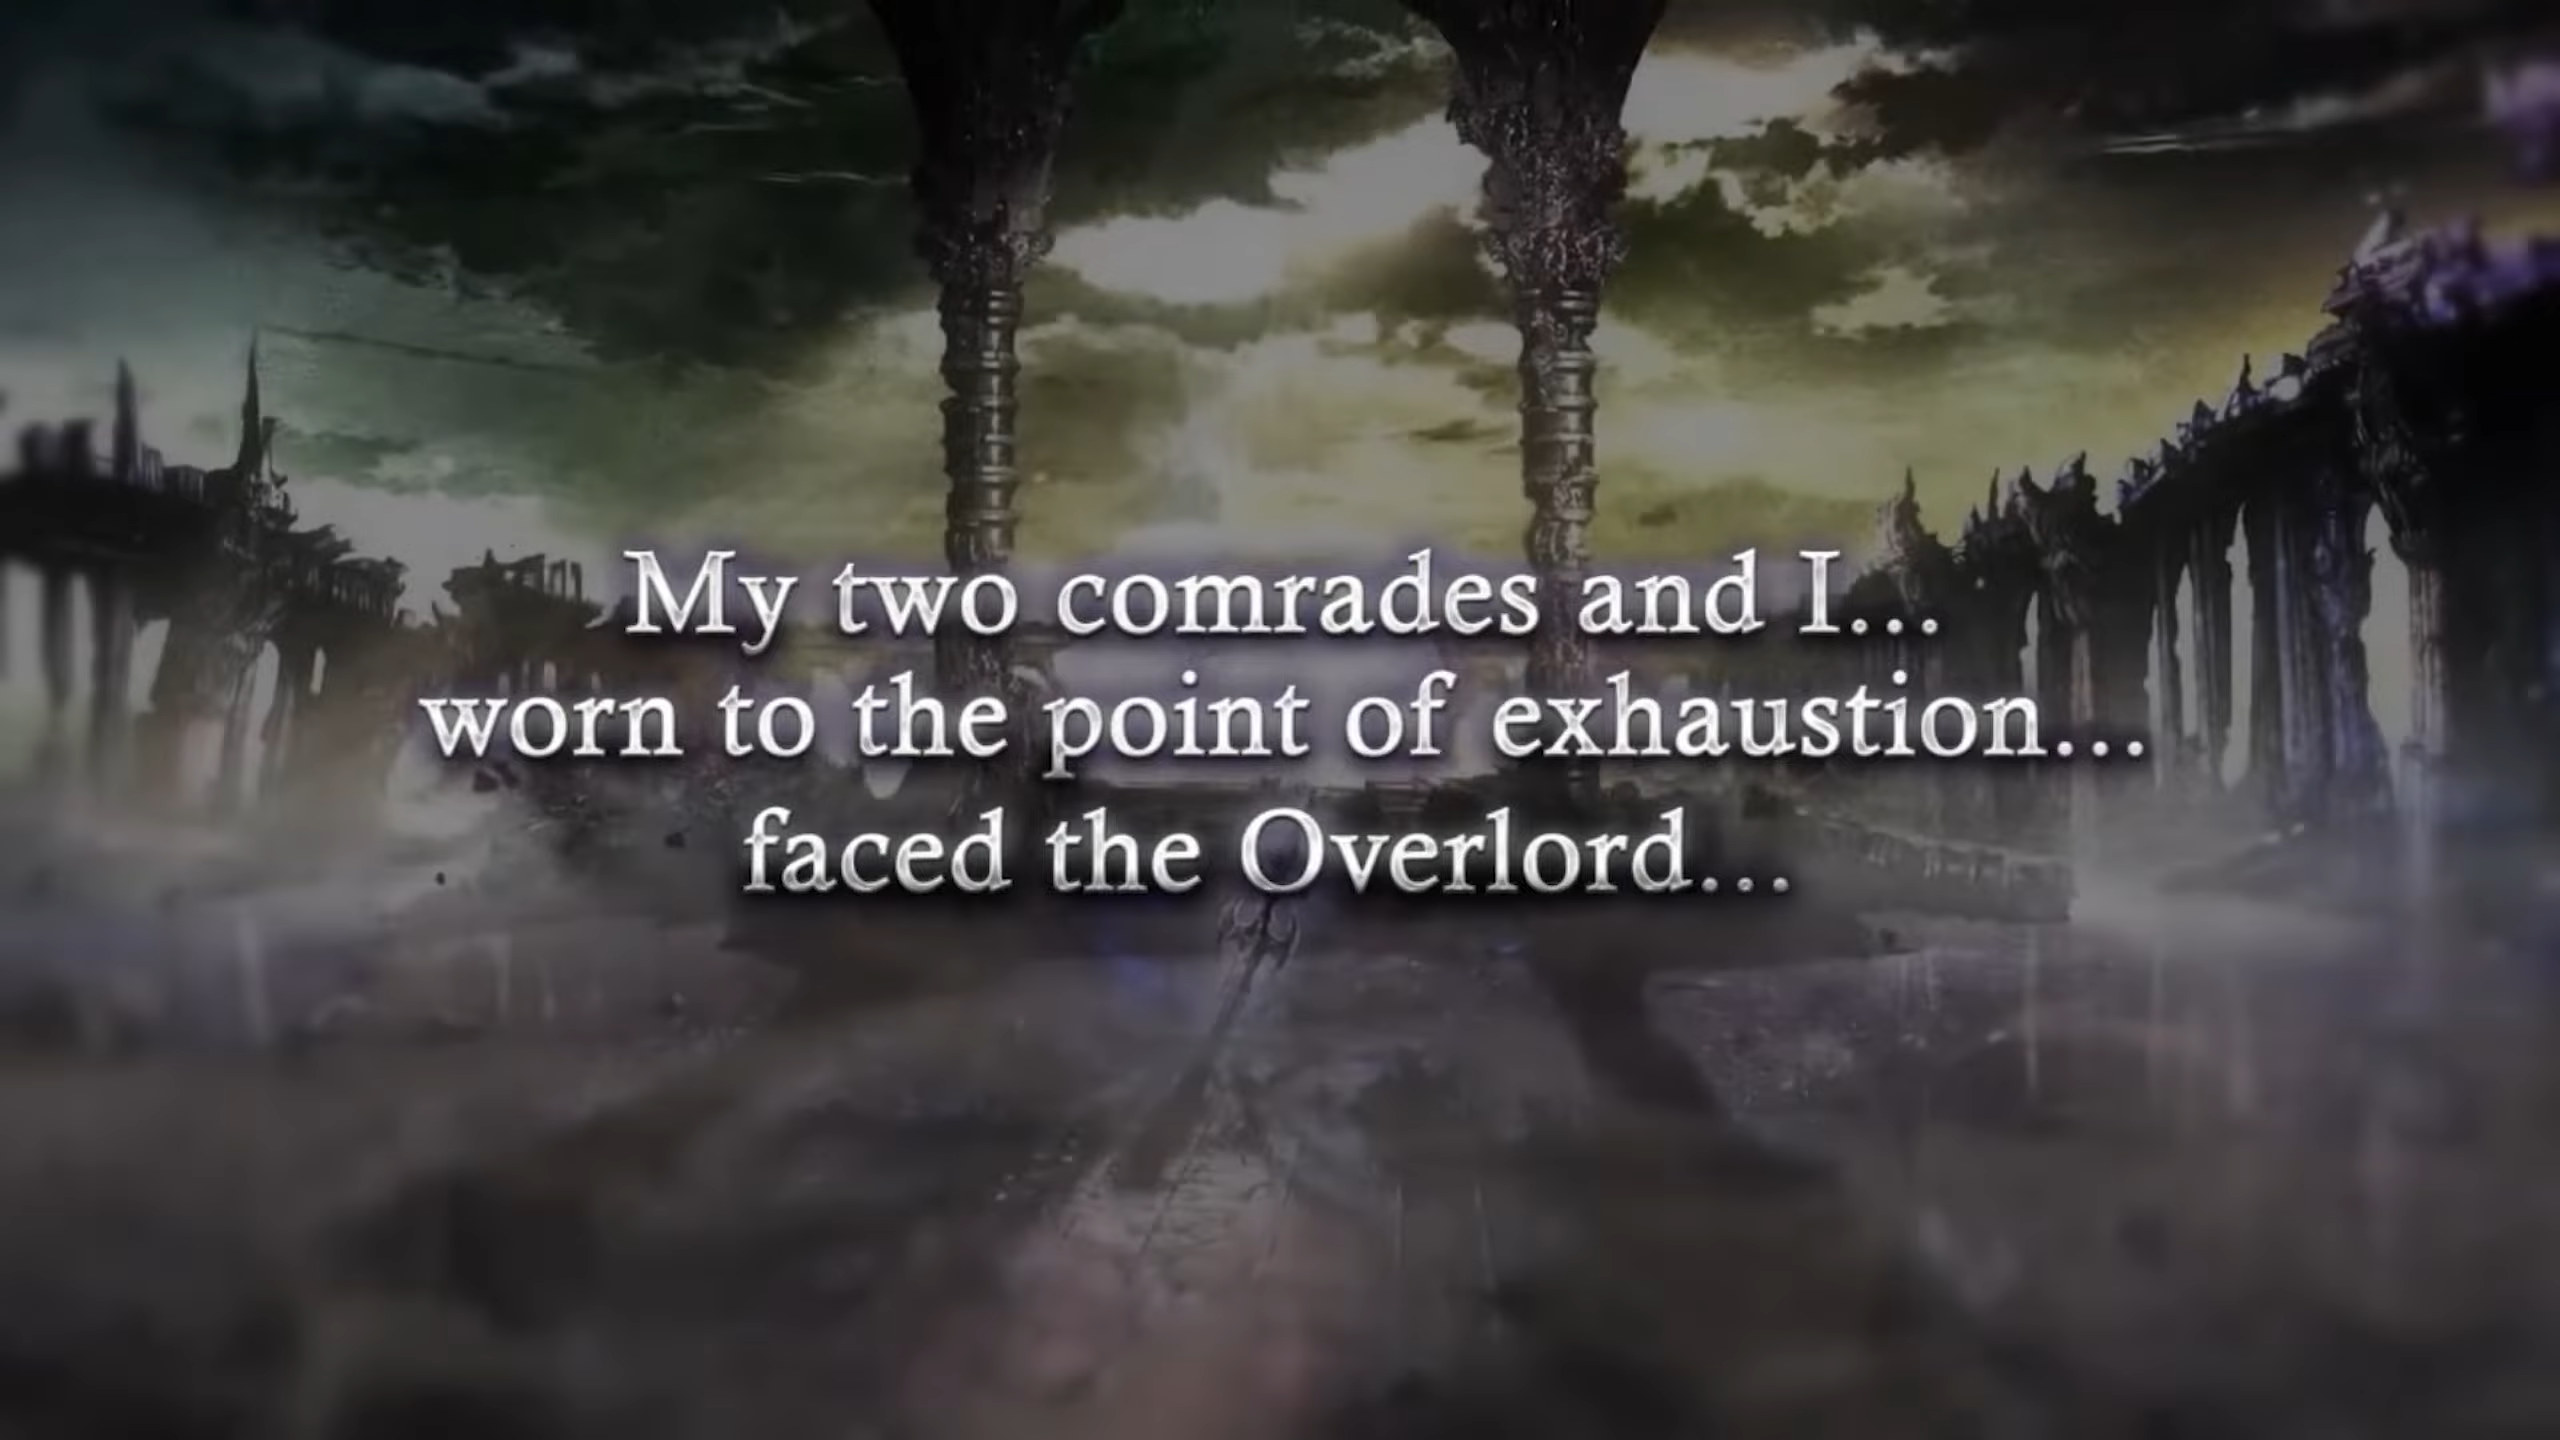 My two comrades and I...
worn to the point of exhaustion...
faced the Overlord...